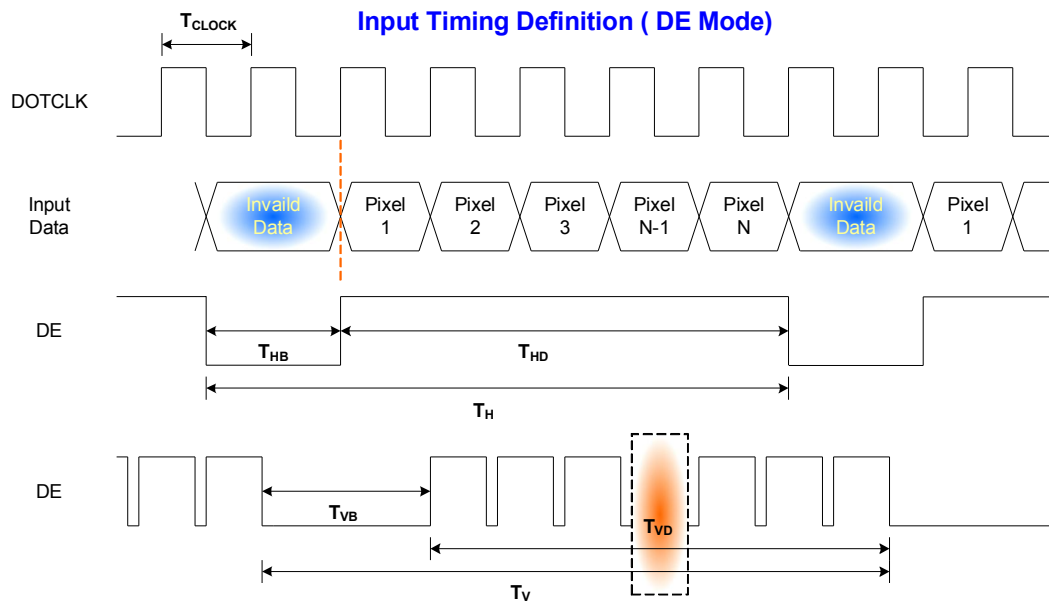 Input Timing Definition ( DE Mode)
TCLOCK
DOTCLK
Input
Data
Invaild
Data
Pixel
1
Pixel
2
Pixel
3
Pixel
N-1
Pixel
N
Invaild
Data
Pixel
1
DE
THB
THD
TH
DE
TVB
TVD
TV